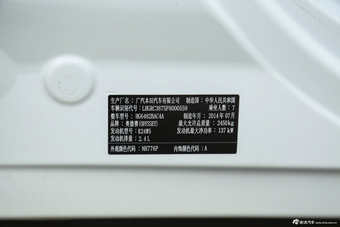 生产厂名：广汽本田汽车有限公司 制造国：中华人民共和国
车辆识别代号：LHGRC3875F8000559 乘坐人数：7
整车型号：HG6482BAC4A 制造年月：2014年07月
品牌：奥德赛(ODYSSEY) 最大允许总质量：2450kg
发动机型号：K24W5 发动机最大净功率：137 kW
发动机排量：2.4L
外饰颜色代码：NH776P 内饰颜色代码：A